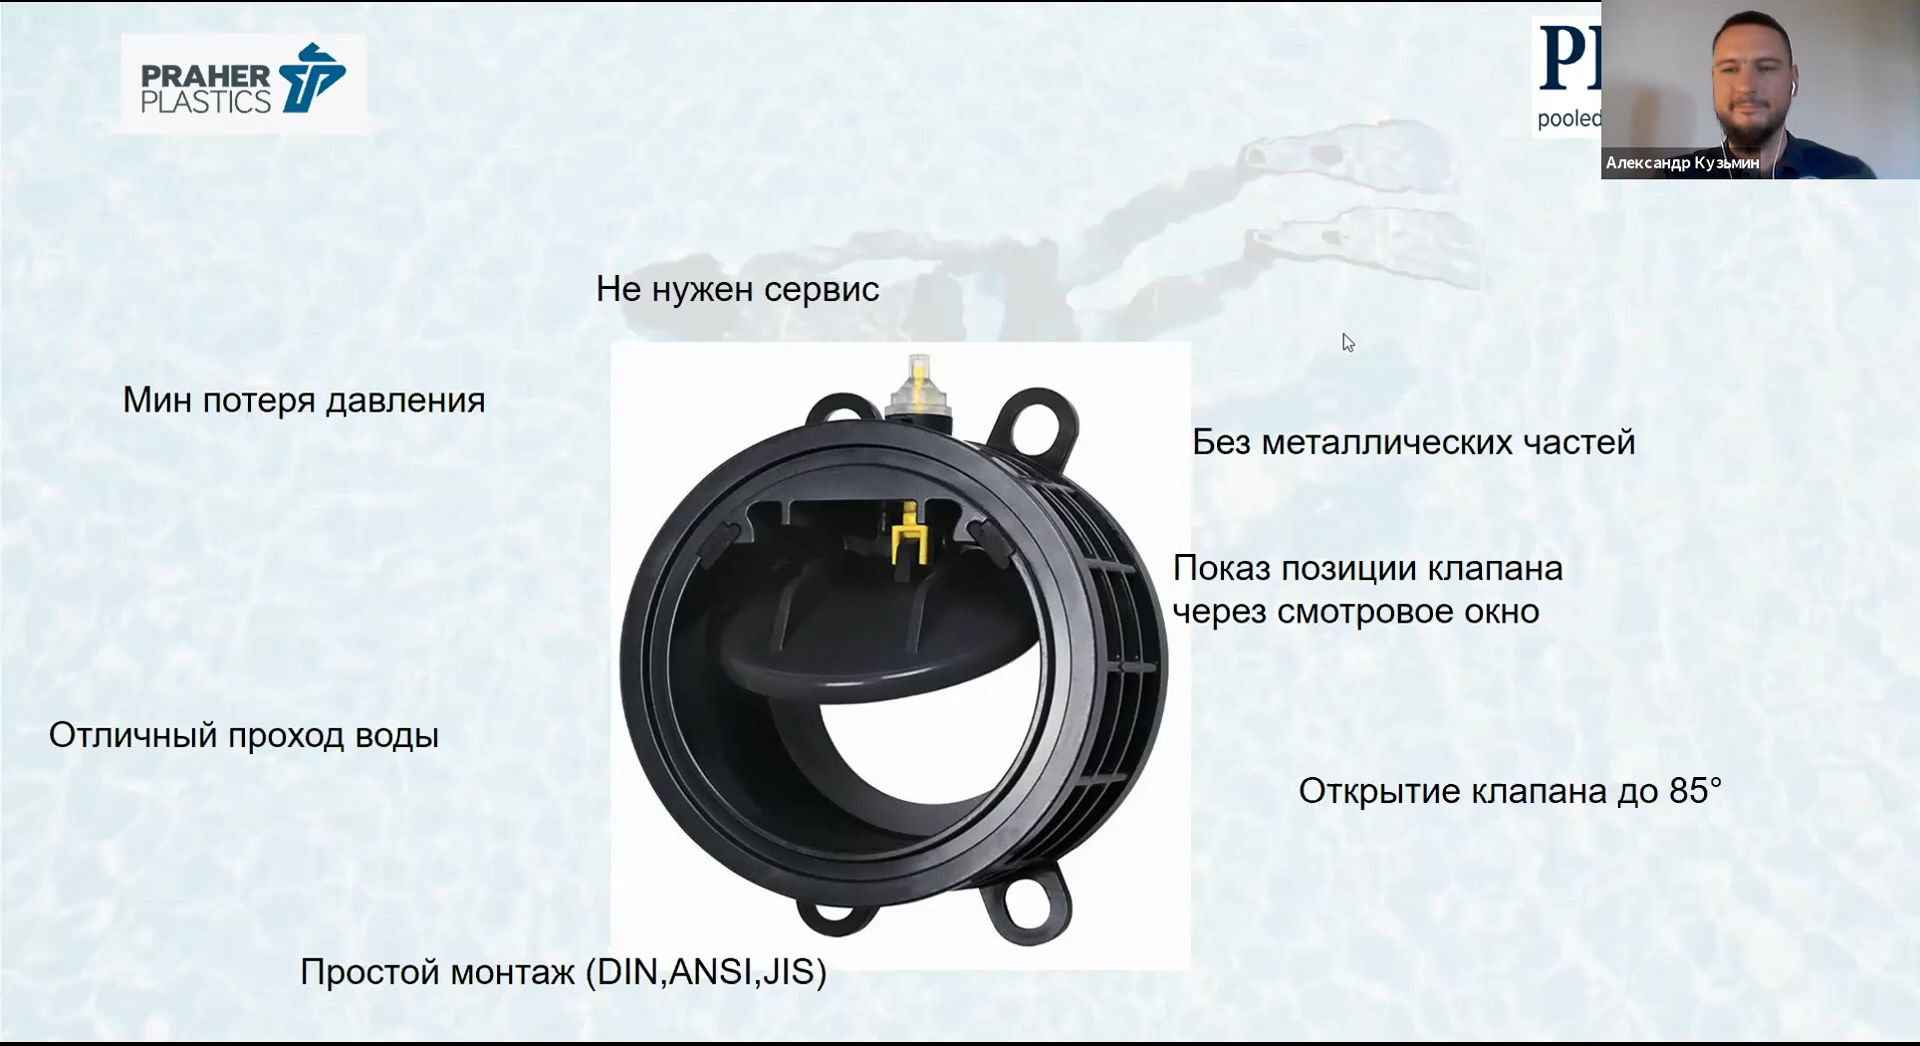 PRAHER
PLASTICS
pooled
Александр Кузьмин
Не нужен сервис
Мин потеря давления
Без металлических частей
Показ позиции клапана
через смотровое окно
Отличный проход воды
Открытие клапана до 85°
Простой монтаж (DIN,ANSI,JIS)